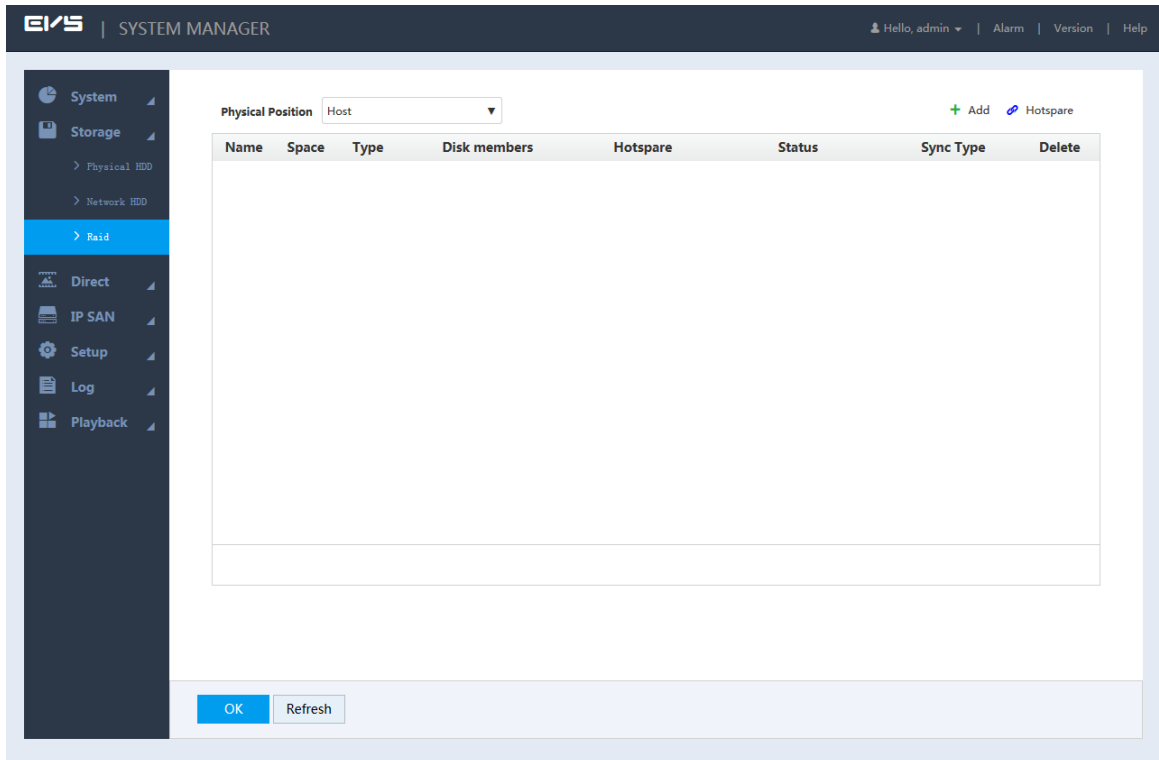 EVS | SYSTEM MANAGER Hello, admin | Alarm | Version | Help
System
Storage
> Physical HDD
> Network HDD
> Raid
Direct
IP SAN
Setup
Log
Playback
Physical Position Host + Add Hotspare
Name Space Type Disk members Hotspare Status Sync Type Delete
OK Refresh